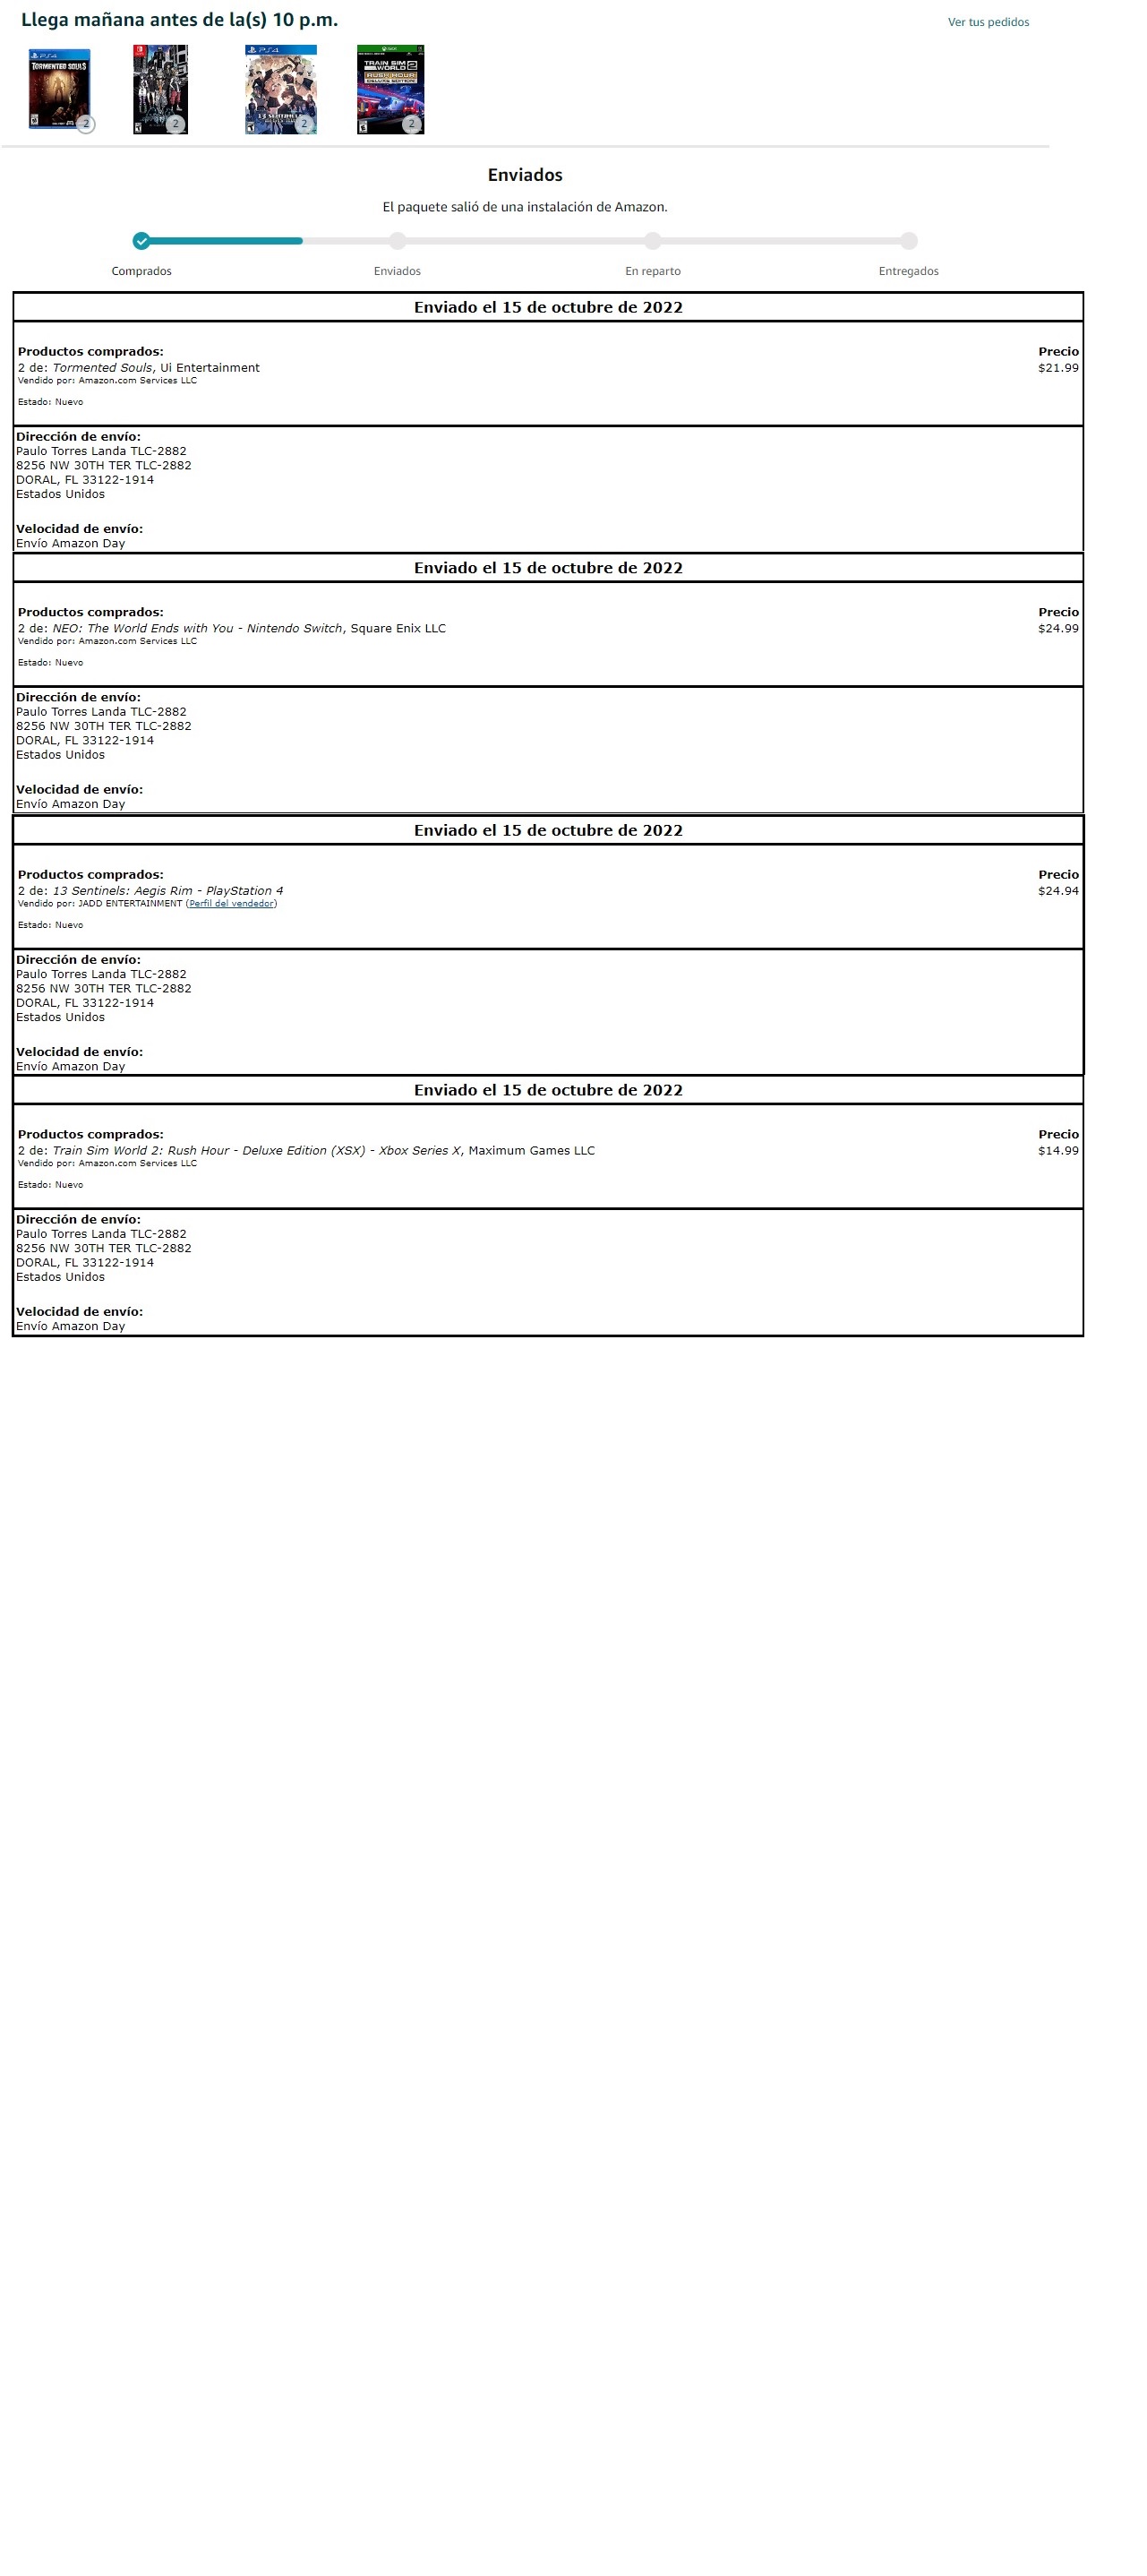 Llega mañana antes de la(s) 10 p.m.
Ver tus pedidos
PS4
TORMENTED SOULS
2
2
PS4
13 SENTINELS
2
XBOX
TRAIN SIM
WORLD 2
RUSH HOUR
DELUXE EDITION
2
Enviados
El paquete salió de una instalación de Amazon.
Comprados
Enviados
En reparto
Entregados
Enviado el 15 de octubre de 2022
Productos comprados:
Precio
2 de: Tormented Souls, Ui Entertainment
$21.99
Vendido por: Amazon.com Services LLC
Estado: Nuevo
Dirección de envío:
Paulo Torres Landa TLC-2882
8256 NW 30TH TER TLC-2882
DORAL, FL 33122-1914
Estados Unidos
Velocidad de envío:
Envío Amazon Day
Enviado el 15 de octubre de 2022
Productos comprados:
Precio
2 de: NEO: The World Ends with You - Nintendo Switch, Square Enix LLC
$24.99
Vendido por: Amazon.com Services LLC
Estado: Nuevo
Dirección de envío:
Paulo Torres Landa TLC-2882
8256 NW 30TH TER TLC-2882
DORAL, FL 33122-1914
Estados Unidos
Velocidad de envío:
Envío Amazon Day
Enviado el 15 de octubre de 2022
Productos comprados:
Precio
2 de: 13 Sentinels: Aegis Rim - PlayStation 4
$24.94
Vendido por: JADD ENTERTAINMENT (Perfil del vendedor)
Estado: Nuevo
Dirección de envío:
Paulo Torres Landa TLC-2882
8256 NW 30TH TER TLC-2882
DORAL, FL 33122-1914
Estados Unidos
Velocidad de envío:
Envío Amazon Day
Enviado el 15 de octubre de 2022
Productos comprados:
Precio
2 de: Train Sim World 2: Rush Hour - Deluxe Edition (XSX) - Xbox Series X, Maximum Games LLC
$14.99
Vendido por: Amazon.com Services LLC
Estado: Nuevo
Dirección de envío:
Paulo Torres Landa TLC-2882
8256 NW 30TH TER TLC-2882
DORAL, FL 33122-1914
Estados Unidos
Velocidad de envío:
Envío Amazon Day